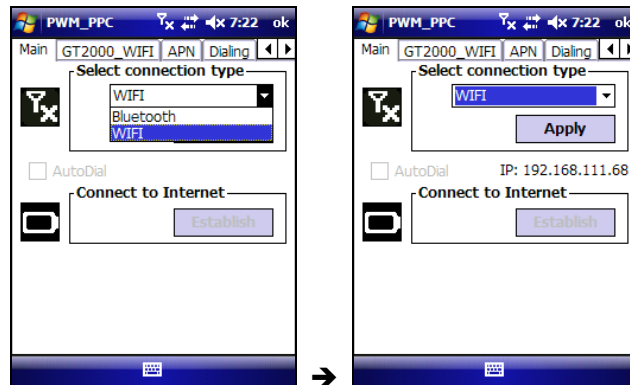 PWM_PPC 7:22 ok
Main GT2000_WIFI APN Dialing
Select connection type
WIFI
Bluetooth
WIFI
AutoDial
Connect to Internet
Establish
➔
PWM_PPC 7:22 ok
Main GT2000_WIFI APN Dialing
Select connection type
WIFI
Apply
AutoDial IP: 192.168.111.68
Connect to Internet
Establish